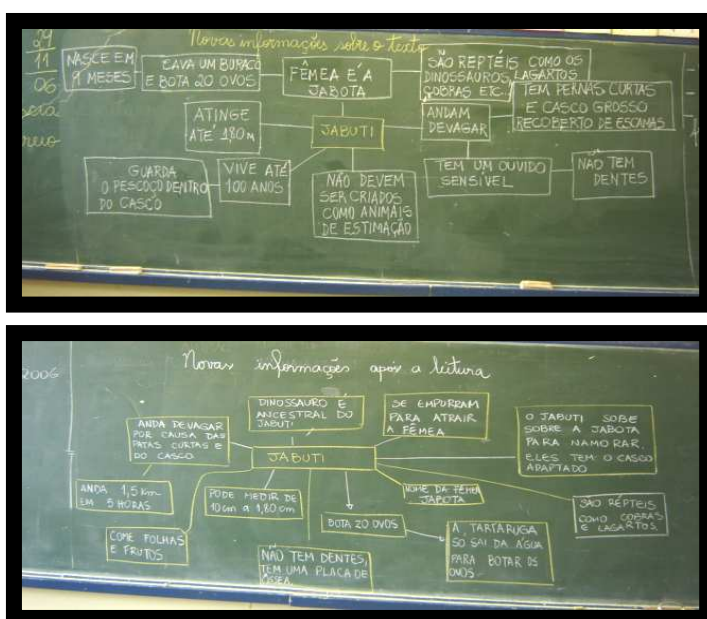 29
11
06
Novas informações sobre o texto
NASCE EM
9 MESES
CAVA UM BURACO
E BOTA 20 OVOS
FÊMEA É A
JABOTA
SÃO REPTÉIS COMO OS
DINOSSAUROS, LAGARTOS
COBRAS ETC.
TEM PERNAS CURTAS
E CASCO GROSSO
RECOBERTO DE ESCAMAS
ATINGE
ATÉ 1,80 m
JABUTI
ANDAM
DEVAGAR
GUARDA
O PESCOÇO DENTRO
DO CASCO
VIVE ATÉ
100 ANOS
NÃO DEVEM
SER CRIADOS
COMO ANIMAIS
DE ESTIMAÇÃO
TEM UM OUVIDO
SENSÍVEL
NÃO TEM
DENTES
2006
Novas informações após a leitura
ANDA DEVAGAR
POR CAUSA DAS
PATAS CURTAS E
DO CASCO
DINOSSAURO É
ANCESTRAL DO
JABUTI
SE EMPURRAM
PARA ATRAIR
A FÊMEA
O JABUTI SOBE
SOBRE A JABOTA
PARA NAMORAR.
ELES TEM O CASCO
ADAPTADO
JABUTI
ANDA 1,5 km
EM 5 HORAS
PODE MEDIR DE
10 cm a 1,80 cm
NOME DA FÊMEA
JABOTA
SÃO RÉPTEIS
COMO COBRAS
E LAGARTOS.
COME FOLHAS
E FRUTOS
BOTA 20 OVOS
A TARTARUGA
SO SAI DA ÁGUA
PARA BOTAR OS
OVOS
NÃO TEM DENTES,
TEM UMA PLACA DE